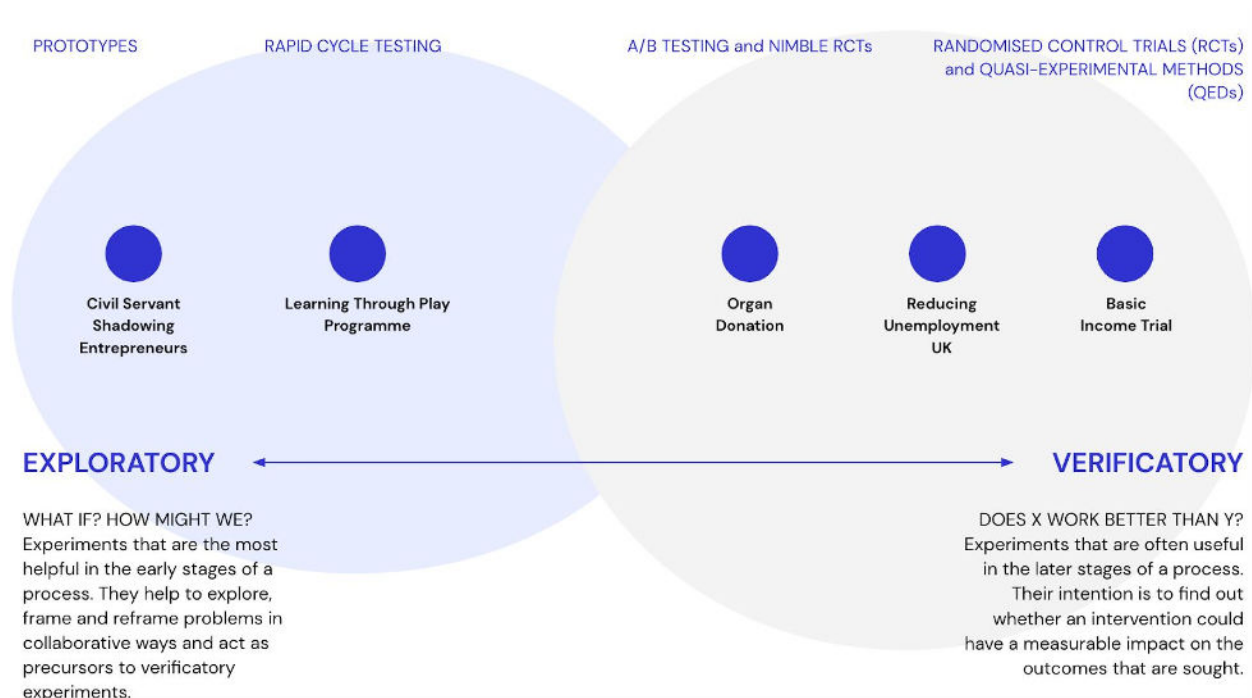 PROTOTYPES
RAPID CYCLE TESTING
A/B TESTING and NIMBLE RCTs
RANDOMISED CONTROL TRIALS (RCTs)
and QUASI-EXPERIMENTAL METHODS
(QEDs)
Civil Servant
Shadowing
Entrepreneurs
Learning Through Play
Programme
Organ
Donation
Reducing
Unemployment
UK
Basic
Income Trial
EXPLORATORY
VERIFICATORY
WHAT IF? HOW MIGHT WE?
Experiments that are the most
helpful in the early stages of a
process. They help to explore,
frame and reframe problems in
collaborative ways and act as
precursors to verificatory
experiments.
DOES X WORK BETTER THAN Y?
Experiments that are often useful
in the later stages of a process.
Their intention is to find out
whether an intervention could
have a measurable impact on the
outcomes that are sought.